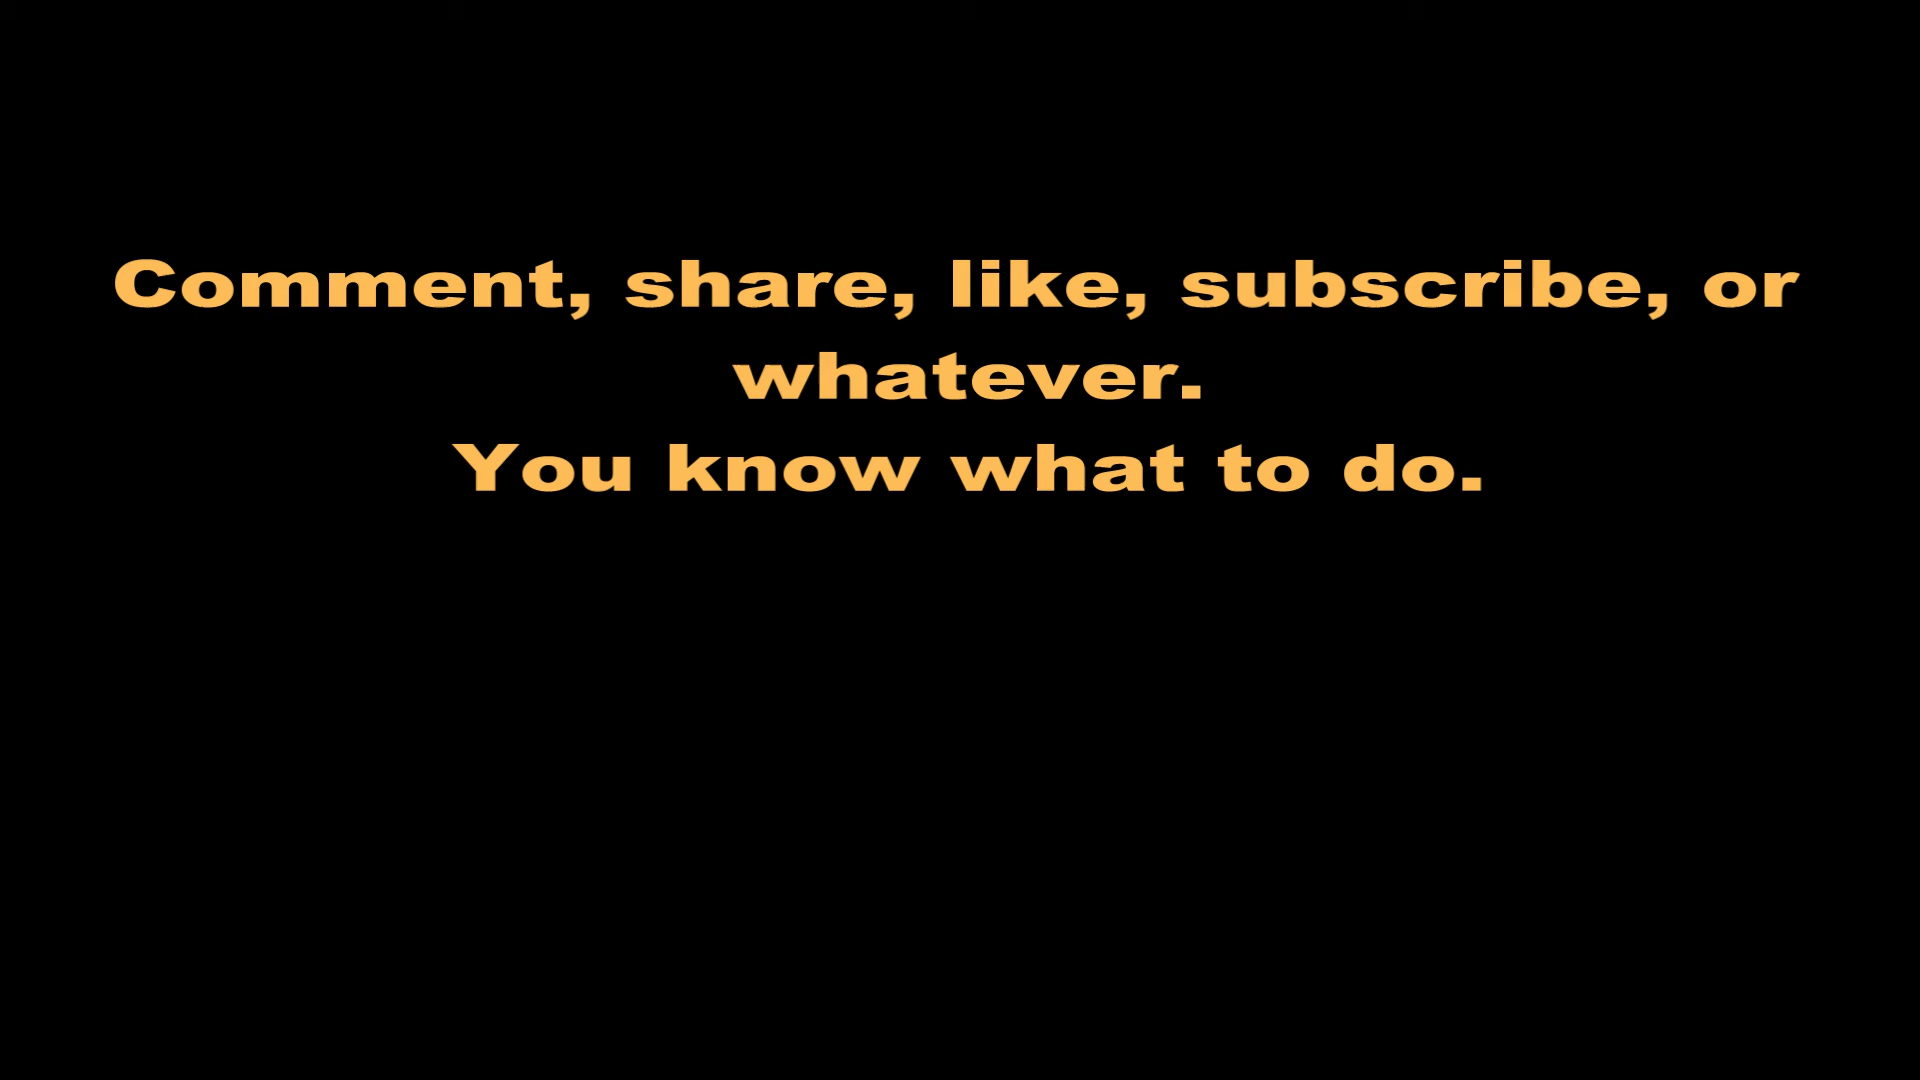 Comment, share, like, subscribe, or
whatever.
You know what to do.